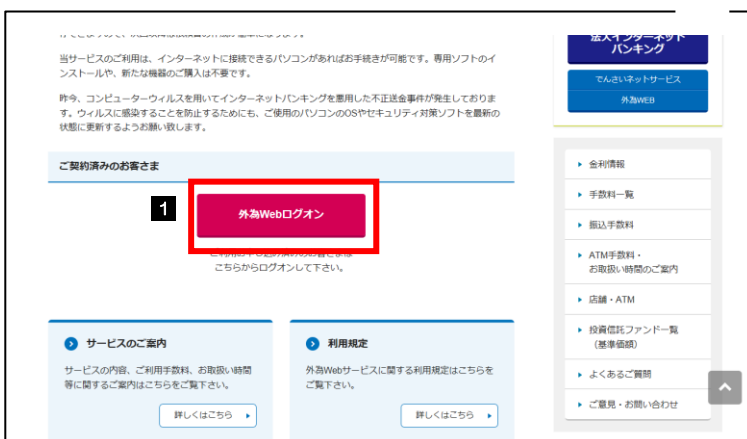 当サービスのご利用は、インターネットに接続できるパソコンがあればお手続きが可能です。専用ソフトのイ
ンストールや、新たな機器のご購入は不要です。
昨今、コンピューターウィルスを用いてインターネットバンキングを悪用した不正送金事件が発生しておりま
す。ウィルスに感染することを防止するためにも、ご使用のパソコンのOSやセキュリティ対策ソフトを最新の
状態に更新するようお願い致します。
ご契約済みのお客さま
1
外為Webログオン
こちらからログオンして下さい。
サービスのご案内
サービスの内容、ご利用手数料、お取扱い時間
等に関するご案内はこちらをご覧下さい。
詳しくはこちら
利用規定
外為Webサービスに関する利用規定はこちらを
ご覧下さい。
詳しくはこちら
法人インターネット
バンキング
でんさいネットサービス
外為WEB
金利情報
手数料一覧
振込手数料
ATM手数料・
お取扱い時間のご案内
店舗・ATM
投資信託ファンド一覧
（基準価額）
よくあるご質問
ご意見・お問い合わせ